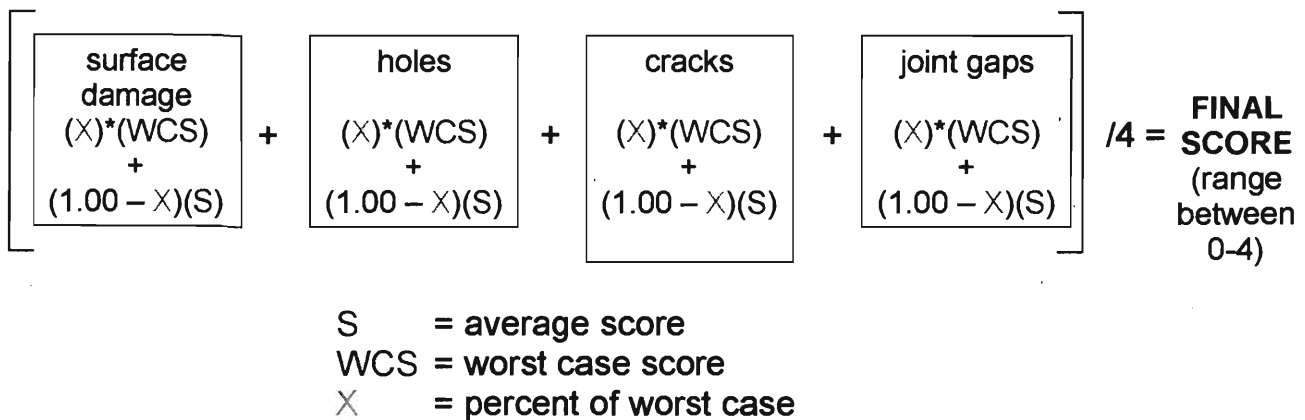 surface
damage
(X)*(WCS)
+
(1.00 – X)(S)
+
holes
(X)*(WCS)
+
(1.00 – X)(S)
+
cracks
(X)*(WCS)
+
(1.00 – X)(S)
+
joint gaps
(X)*(WCS)
+
(1.00 – X)(S)
/4 =
FINAL
SCORE
(range
between
0-4)
S = average score
WCS = worst case score
X = percent of worst case